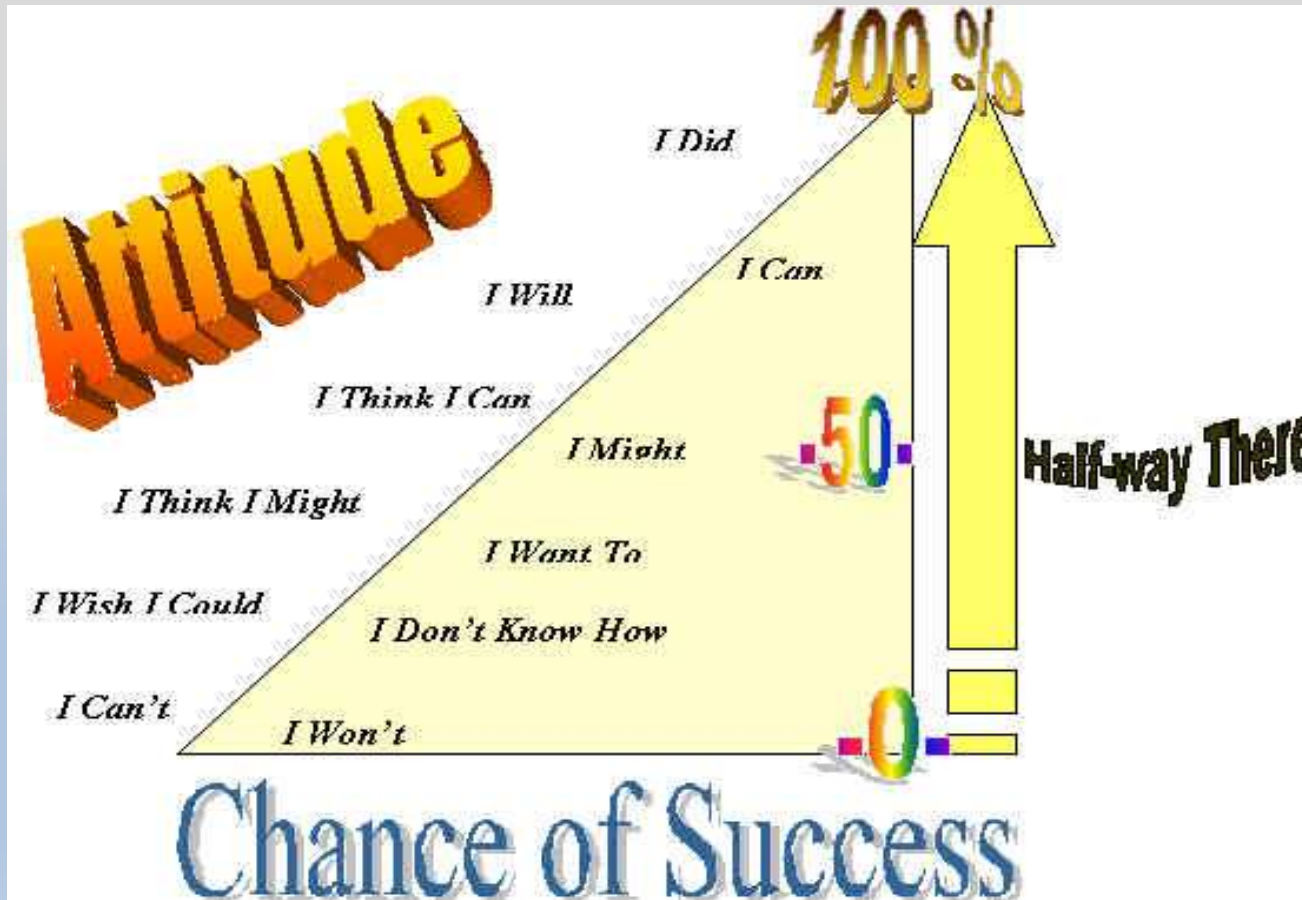 100 %
Attitude
I Did
I Can
I Will
I Think I Can
-50-
I Might
Half-way There
I Think I Might
I Want To
I Wish I Could
I Don't Know How
I Can't
I Won't
-0-
Chance of Success